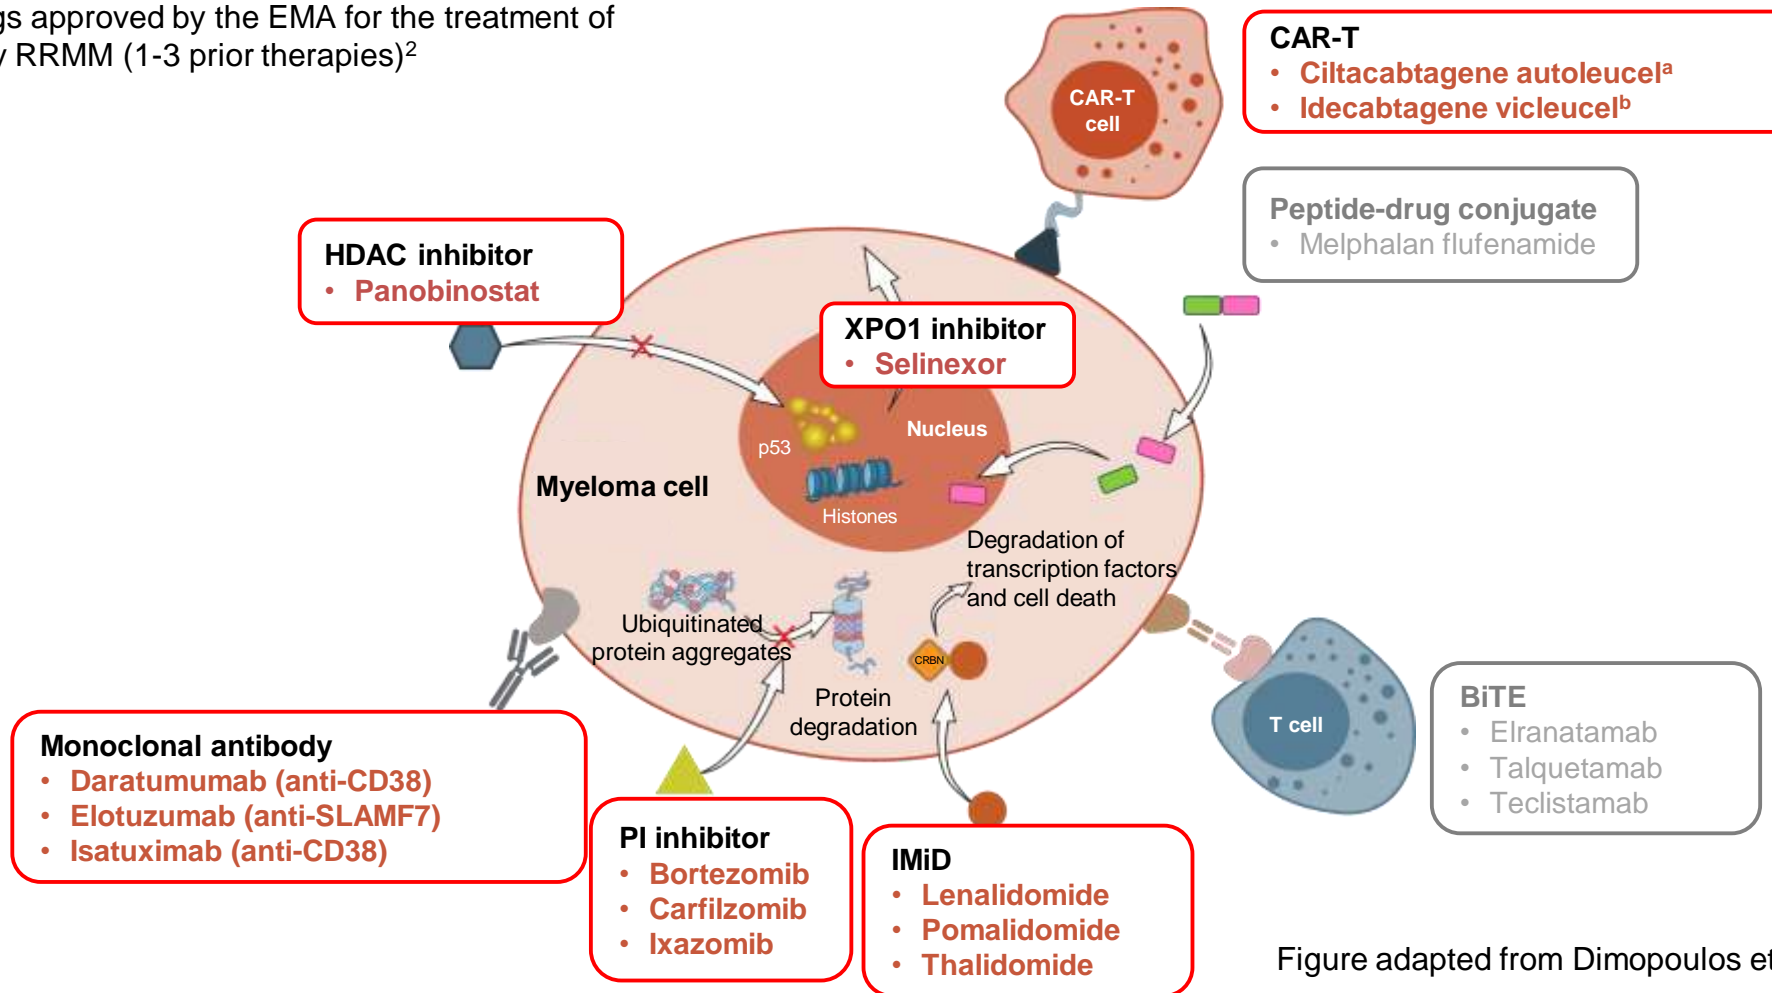 gs approved by the EMA for the treatment of
y RRMM (1-3 prior therapies)²
CAR-T
cell
CAR-T
• Ciltacabtagene autoleucelᵃ
• Idecabtagene vicleucelᵇ
Peptide-drug conjugate
• Melphalan flufenamide
HDAC inhibitor
• Panobinostat
XPO1 inhibitor
• Selinexor
p53
Nucleus
Myeloma cell
Histones
Degradation of
transcription factors
and cell death
Ubiquitinated
protein aggregates
CRBN
Protein
degradation
T cell
BiTE
• Elranatamab
• Talquetamab
• Teclistamab
Monoclonal antibody
• Daratumumab (anti-CD38)
• Elotuzumab (anti-SLAMF7)
• Isatuximab (anti-CD38)
PI inhibitor
• Bortezomib
• Carfilzomib
• Ixazomib
IMiD
• Lenalidomide
• Pomalidomide
• Thalidomide
Figure adapted from Dimopoulos et